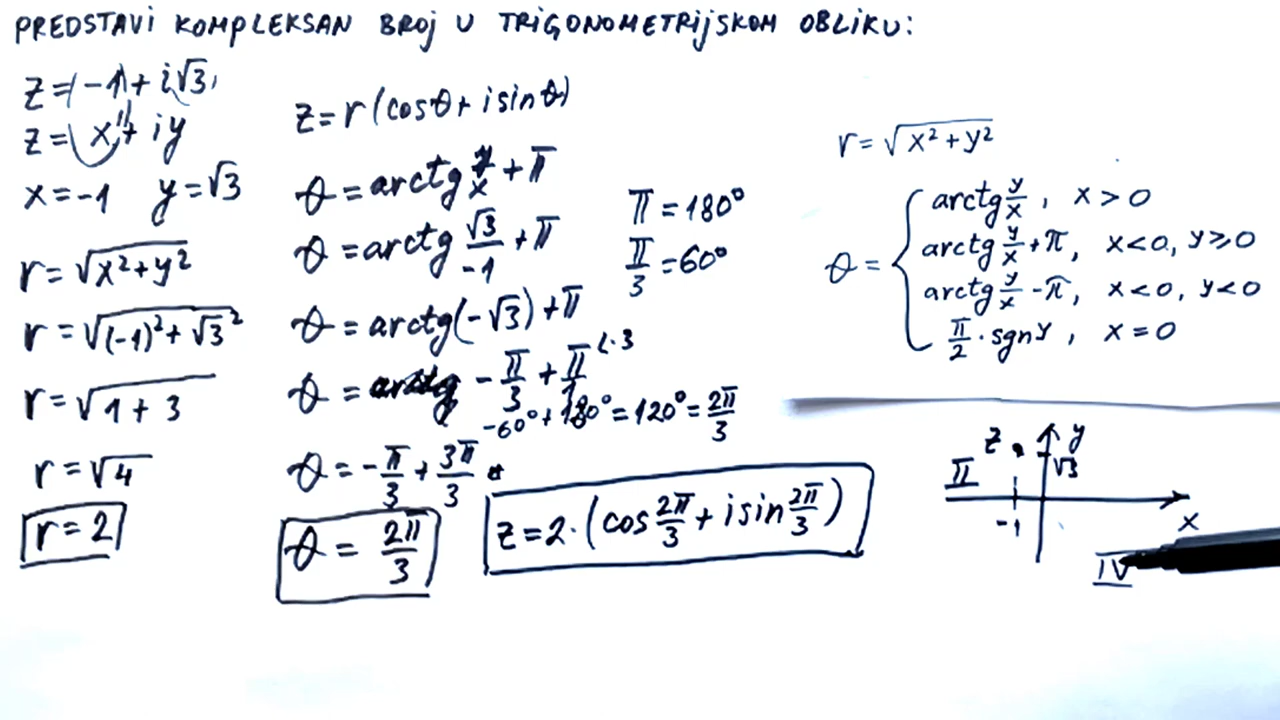 PREDSTAVI KOMPLEKSAN BROJ U TRIGONOMETRIJSKOM OBLIKU:
z = (-1) + i√3
z = x + iy
x = -1 y = √3
r = √(x² + y²)
r = √((-1)² + √3²)
r = √(1 + 3)
r = √4
r = 2
z = r (cosθ + i sinθ)
θ = arctg y/x + π
θ = arctg √3/-1 + π
θ = arctg(-√3) + π
θ = -π/3 + π/1 /·3
-60° + 180° = 120° = 2π/3
θ = -π/3 + 3π/3
θ = 2π/3
z = 2·(cos 2π/3 + i sin 2π/3)
π = 180°
π/3 = 60°
r = √(x² + y²)
θ = {
arctg y/x, x > 0
arctg y/x + π, x < 0, y ≥ 0
arctg y/x - π, x < 0, y < 0
π/2 · sgn y, x = 0
z y
II √3
-1 x
IV